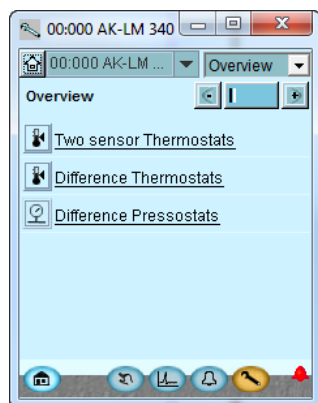 00:000 AK-LM 340
00:000 AK-LM ... Overview
Overview
Two sensor Thermostats
Difference Thermostats
Difference Pressostats